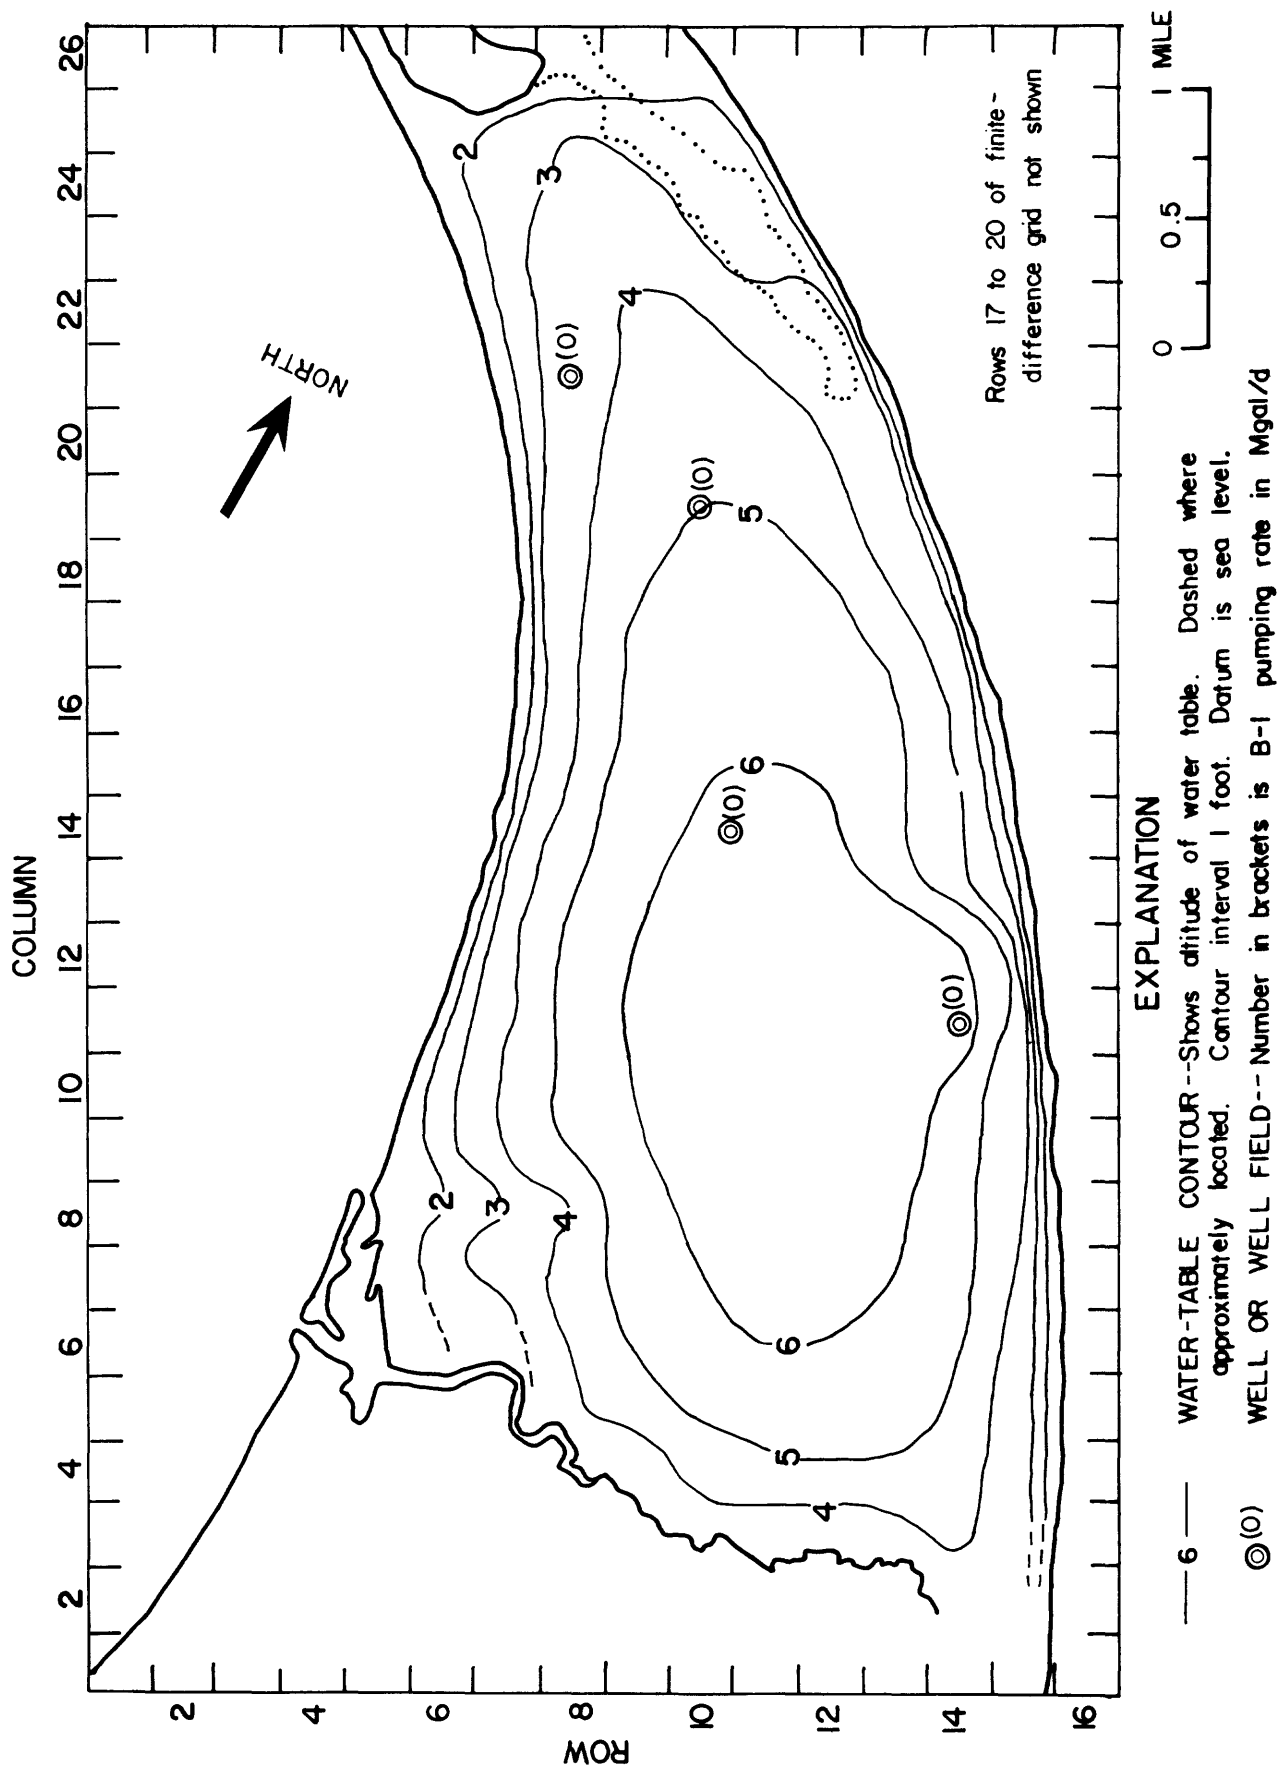 COLUMN
2 4 6 8 10 12 14 16 18 20 22 24 26
ROW
2
4
6
8
10
12
14
16
NORTH
2
3
4
(0)
(0)
5
6
(0)
(0)
2
3
4
6
5
4
Rows 17 to 20 of finite-
difference grid not shown
0 0.5 1 MILE
EXPLANATION
6 WATER-TABLE CONTOUR--Shows altitude of water table. Dashed where
approximately located. Contour interval 1 foot. Datum is sea level.
(0) WELL OR WELL FIELD--Number in brackets is B-1 pumping rate in Mgal/d